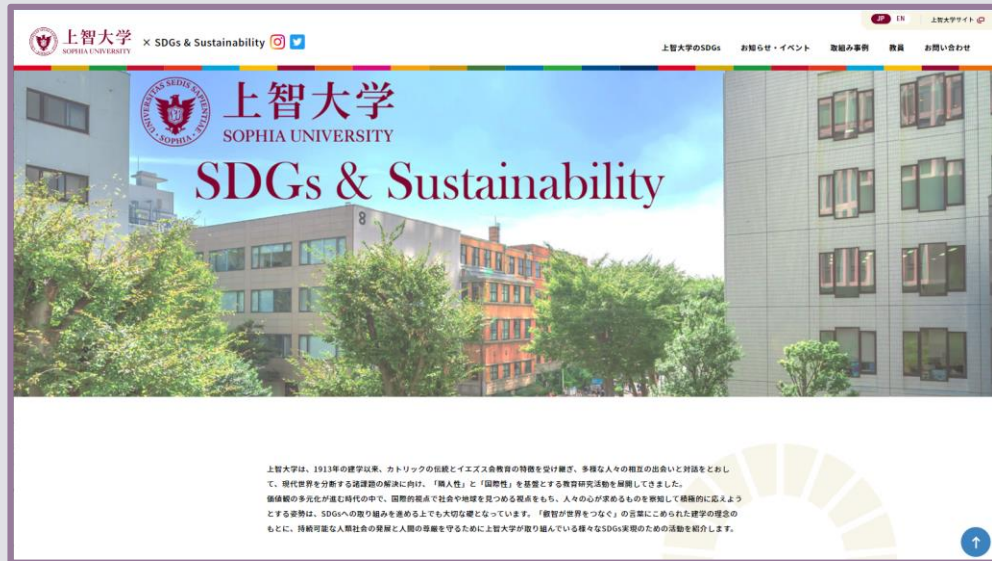 JP EN 上智大学サイト
上智大学 SOPHIA UNIVERSITY × SDGs & Sustainability
上智大学のSDGs お知らせ・イベント 取組み事例 教員 お問い合わせ
UNIVERSITAS SEDIS SAPIENTIAE SOPHIA
上智大学
SOPHIA UNIVERSITY
SDGs & Sustainability
8
上智大学は、1913年の建学以来、カトリックの伝統とイエズス会教育の特徴を受け継ぎ、多様な人々の相互の出会いと対話をとおし
て、現代世界を分断する諸課題の解決に向け、「隣人性」と「国際性」を基盤とする教育研究活動を展開してきました。
価値観の多元化が進む時代の中で、国際的視点で社会や地球を見つめる視点をもち、人々の心が求めるものを察知して積極的に応えよう
とする姿勢は、SDGsへの取り組みを進める上でも大切な礎となっています。「叡智が世界をつなぐ」の言葉にこめられた建学の理念の
もとに、持続可能な人類社会の発展と人間の尊厳を守るために上智大学が取り組んでいる様々なSDGs実現のための活動を紹介します。